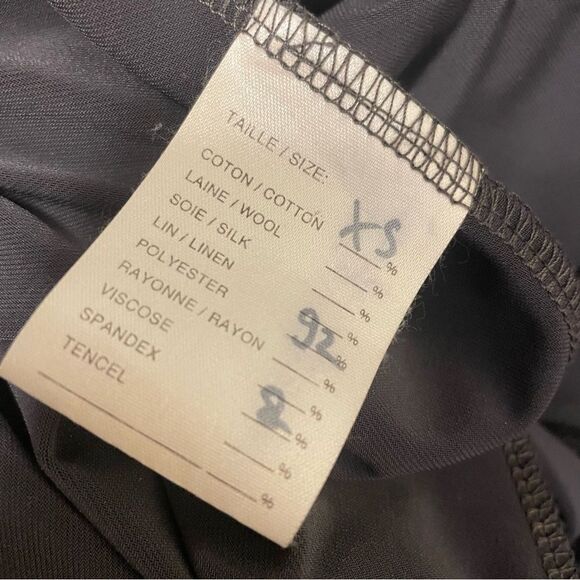 TAILLE / SIZE: XS
COTON / COTTON %
LAINE / WOOL %
SOIE / SILK %
LIN / LINEN %
POLYESTER 92%
RAYONNE / RAYON %
VISCOSE %
SPANDEX 8%
TENCEL %
%